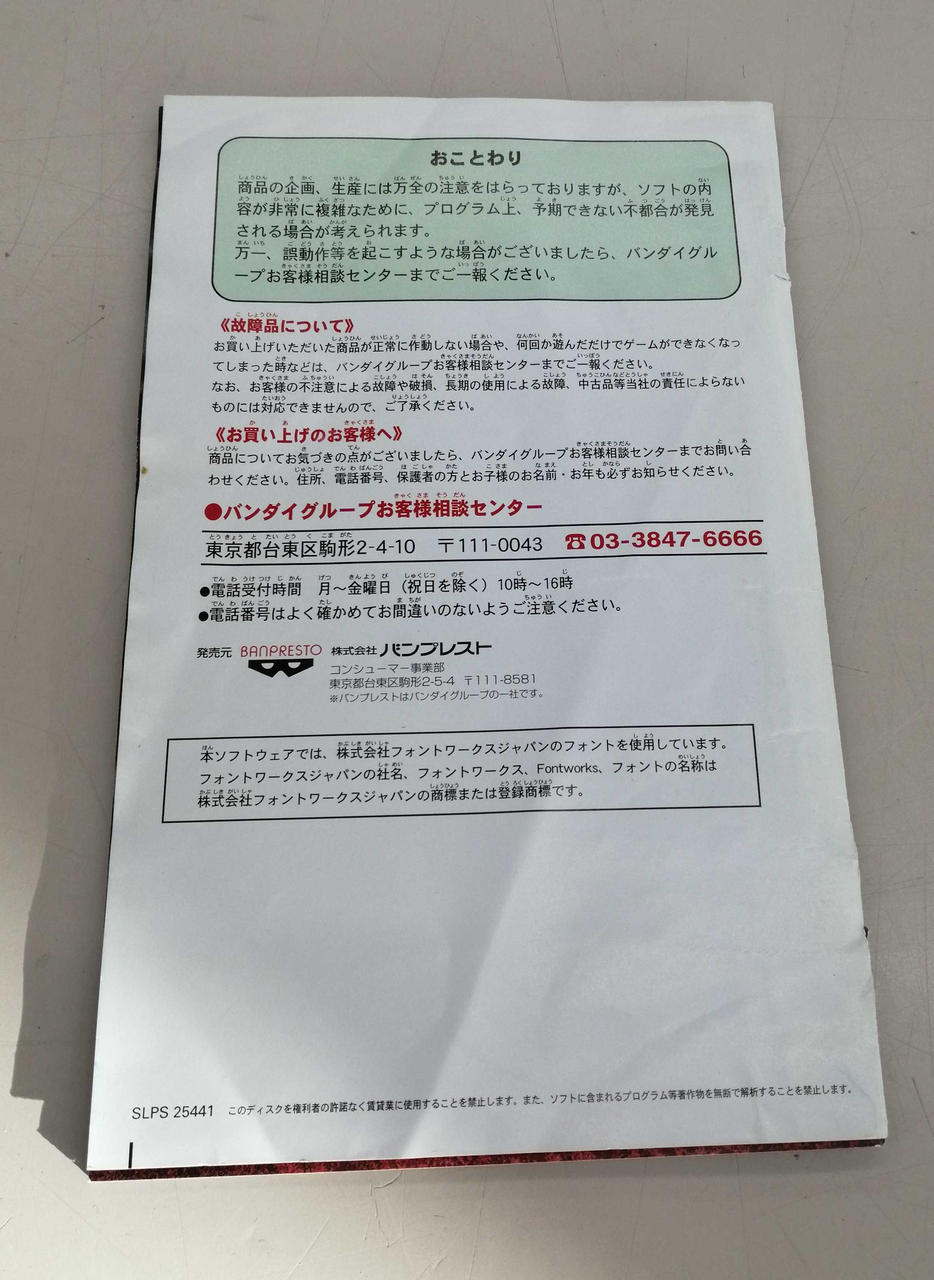 おことわり
商品の企画、生産には万全の注意をはらっておりますが、ソフトの内
容が非常に複雑なために、プログラム上、予期できない不都合が発見
される場合が考えられます。
万一、誤動作等を起こすような場合がございましたら、バンダイグル
ープお客様相談センターまでご一報ください。
《故障品について》
お買い上げいただいた商品が正常に作動しない場合や、何回か遊んだだけでゲームができなくなっ
てしまった時などは、バンダイグループお客様相談センターまでご一報ください。
なお、お客様の不注意による故障や破損、長期の使用による故障、中古品等当社の責任によらない
ものには対応できませんので、ご了承ください。
《お買い上げのお客様へ》
商品についてお気づきの点がございましたら、バンダイグループお客様相談センターまでお問い合
わせください。住所、電話番号、保護者の方とお子様のお名前・お年も必ずお知らせください。
●バンダイグループお客様相談センター
東京都台東区駒形2-4-10 〒111-0043 ☎03-3847-6666
●電話受付時間 月～金曜日（祝日を除く）10時～16時
●電話番号はよく確かめてお間違いのないようご注意ください。
発売元 BANPRESTO 株式会社バンプレスト
コンシューマー事業部
東京都台東区駒形2-5-4 〒111-8581
※バンプレストはバンダイグループの一社です。
本ソフトウェアでは、株式会社フォントワークスジャパンのフォントを使用しています。
フォントワークスジャパンの社名、フォントワークス、Fontworks、フォントの名称は
株式会社フォントワークスジャパンの商標または登録商標です。
SLPS 25441 このディスクを権利者の許諾なく賃貸業に使用することを禁止します。また、ソフトに含まれるプログラム等著作物を無断で解析することを禁止します。